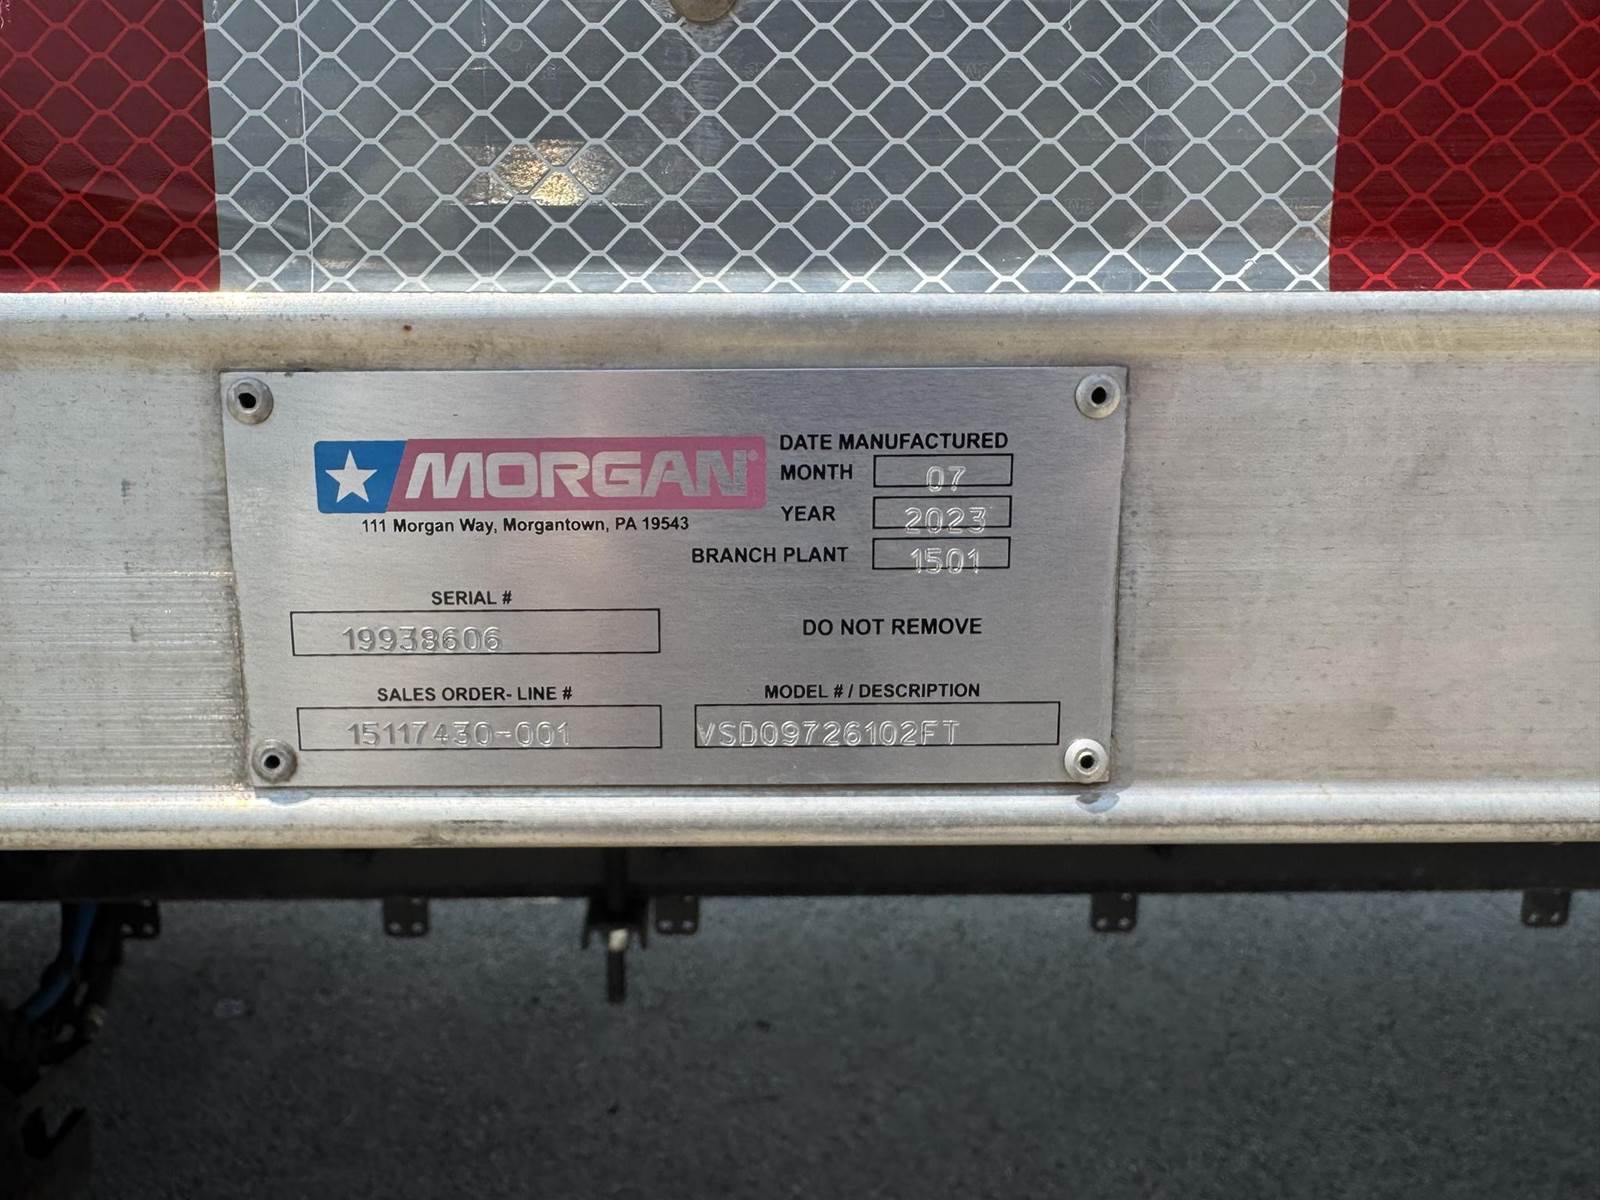 MORGAN
111 Morgan Way, Morgantown, PA 19543
DATE MANUFACTURED
MONTH 07
YEAR 2023
BRANCH PLANT 1501
SERIAL #
19938606
DO NOT REMOVE
SALES ORDER- LINE #
15117430-001
MODEL # / DESCRIPTION
VSD09726102FT